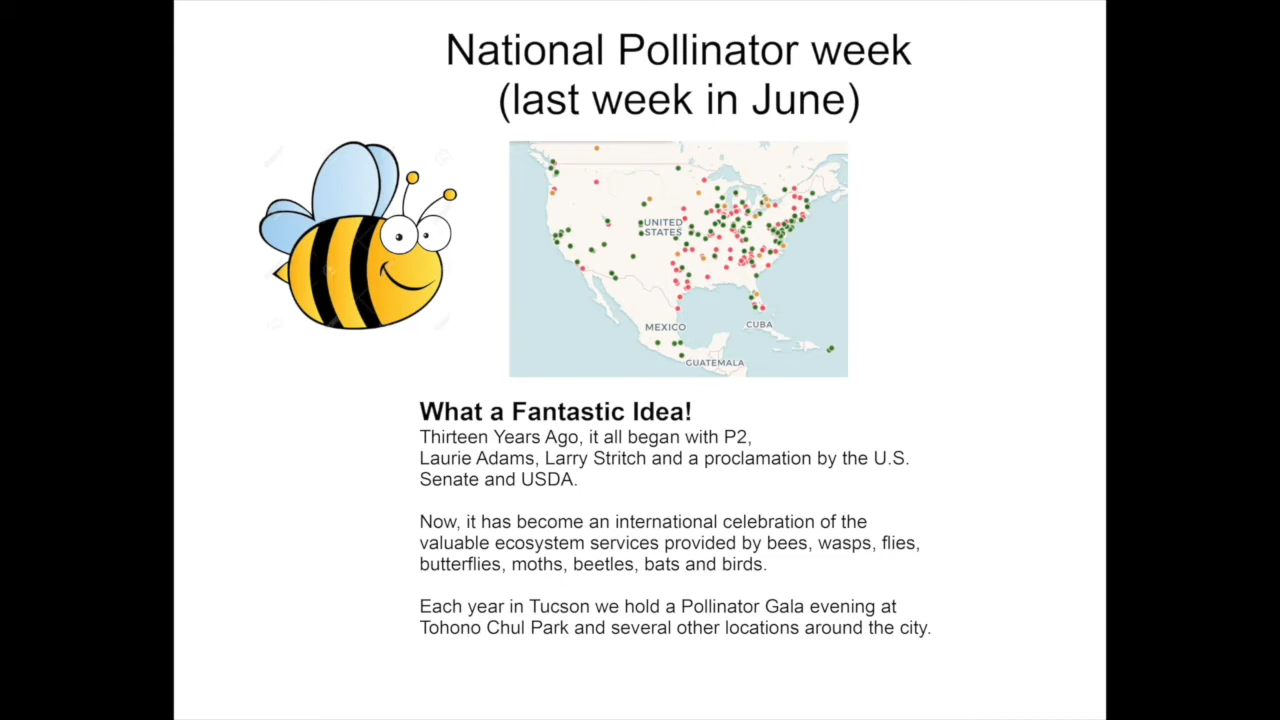 National Pollinator week
(last week in June)
UNITED
STATES
MEXICO
CUBA
GUATEMALA
What a Fantastic Idea!
Thirteen Years Ago, it all began with P2,
Laurie Adams, Larry Stritch and a proclamation by the U.S.
Senate and USDA.
Now, it has become an international celebration of the
valuable ecosystem services provided by bees, wasps, flies,
butterflies, moths, beetles, bats and birds.
Each year in Tucson we hold a Pollinator Gala evening at
Tohono Chul Park and several other locations around the city.